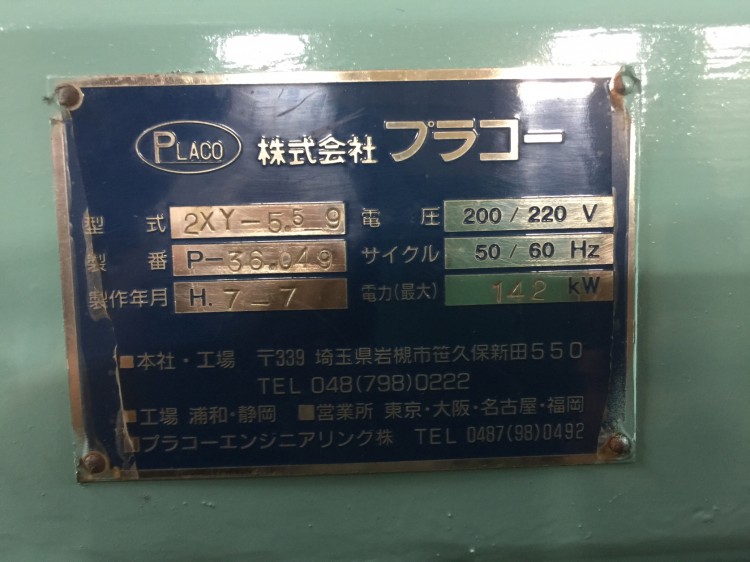 PLACO 株式会社 プラコー
型式 2XY-5.5 9 電圧 200/220 V
製番 P-36049 サイクル 50/60 Hz
製作年月 H. 7-7 電力(最大) 142 kW
■本社・工場 〒339 埼玉県岩槻市笹久保新田550
TEL 048(798)0222
■工場 浦和・静岡 ■営業所 東京・大阪・名古屋・福岡
■プラコーエンジニアリング株 TEL 0487(98)0492